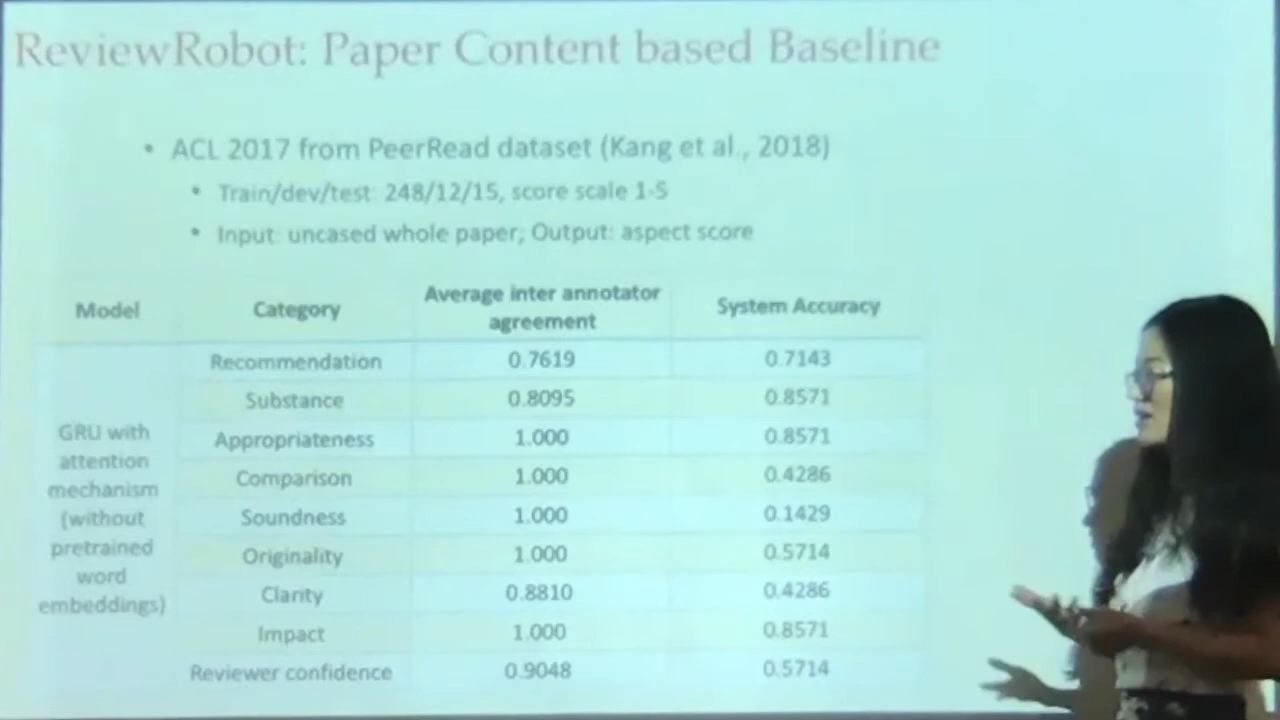 ReviewRobot: Paper Content based Baseline
• ACL 2017 from PeerRead dataset (Kang et al., 2018)
• Train/dev/test: 248/12/15, score scale 1-5
• Input: uncased whole paper; Output: aspect score
Model Category Average inter annotator agreement System Accuracy
GRU with attention mechanism (without pretrained word embeddings)
Recommendation 0.7619 0.7143
Substance 0.8095 0.8571
Appropriateness 1.000 0.8571
Comparison 1.000 0.4286
Soundness 1.000 0.1429
Originality 1.000 0.5714
Clarity 0.8810 0.4286
Impact 1.000 0.8571
Reviewer confidence 0.9048 0.5714